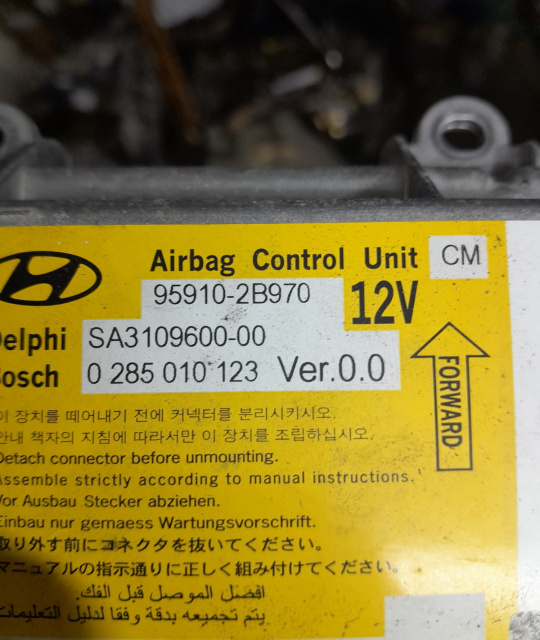 Airbag Control Unit CM
95910-2B970 12V
Delphi SA3109600-00
Bosch 0 285 010 123 Ver.0.0
FORWARD
이 장치를 떼어내기 전에 커넥터를 분리시키시오.
안내 책자의 지침에 따라서만 이 장치를 조립하십시오.
Detach connector before unmounting.
Assemble strictly according to manual instructions.
Vor Ausbau Stecker abziehen.
Einbau nur gemaess Wartungsvorschrift.
取り外す前にコネクタを抜いてください。
マニュアルの指示通りに正しく組み付けてください。
افصل الموصل قبل الفك.
يتم تجميعه بدقة وفقا لدليل التعليمات